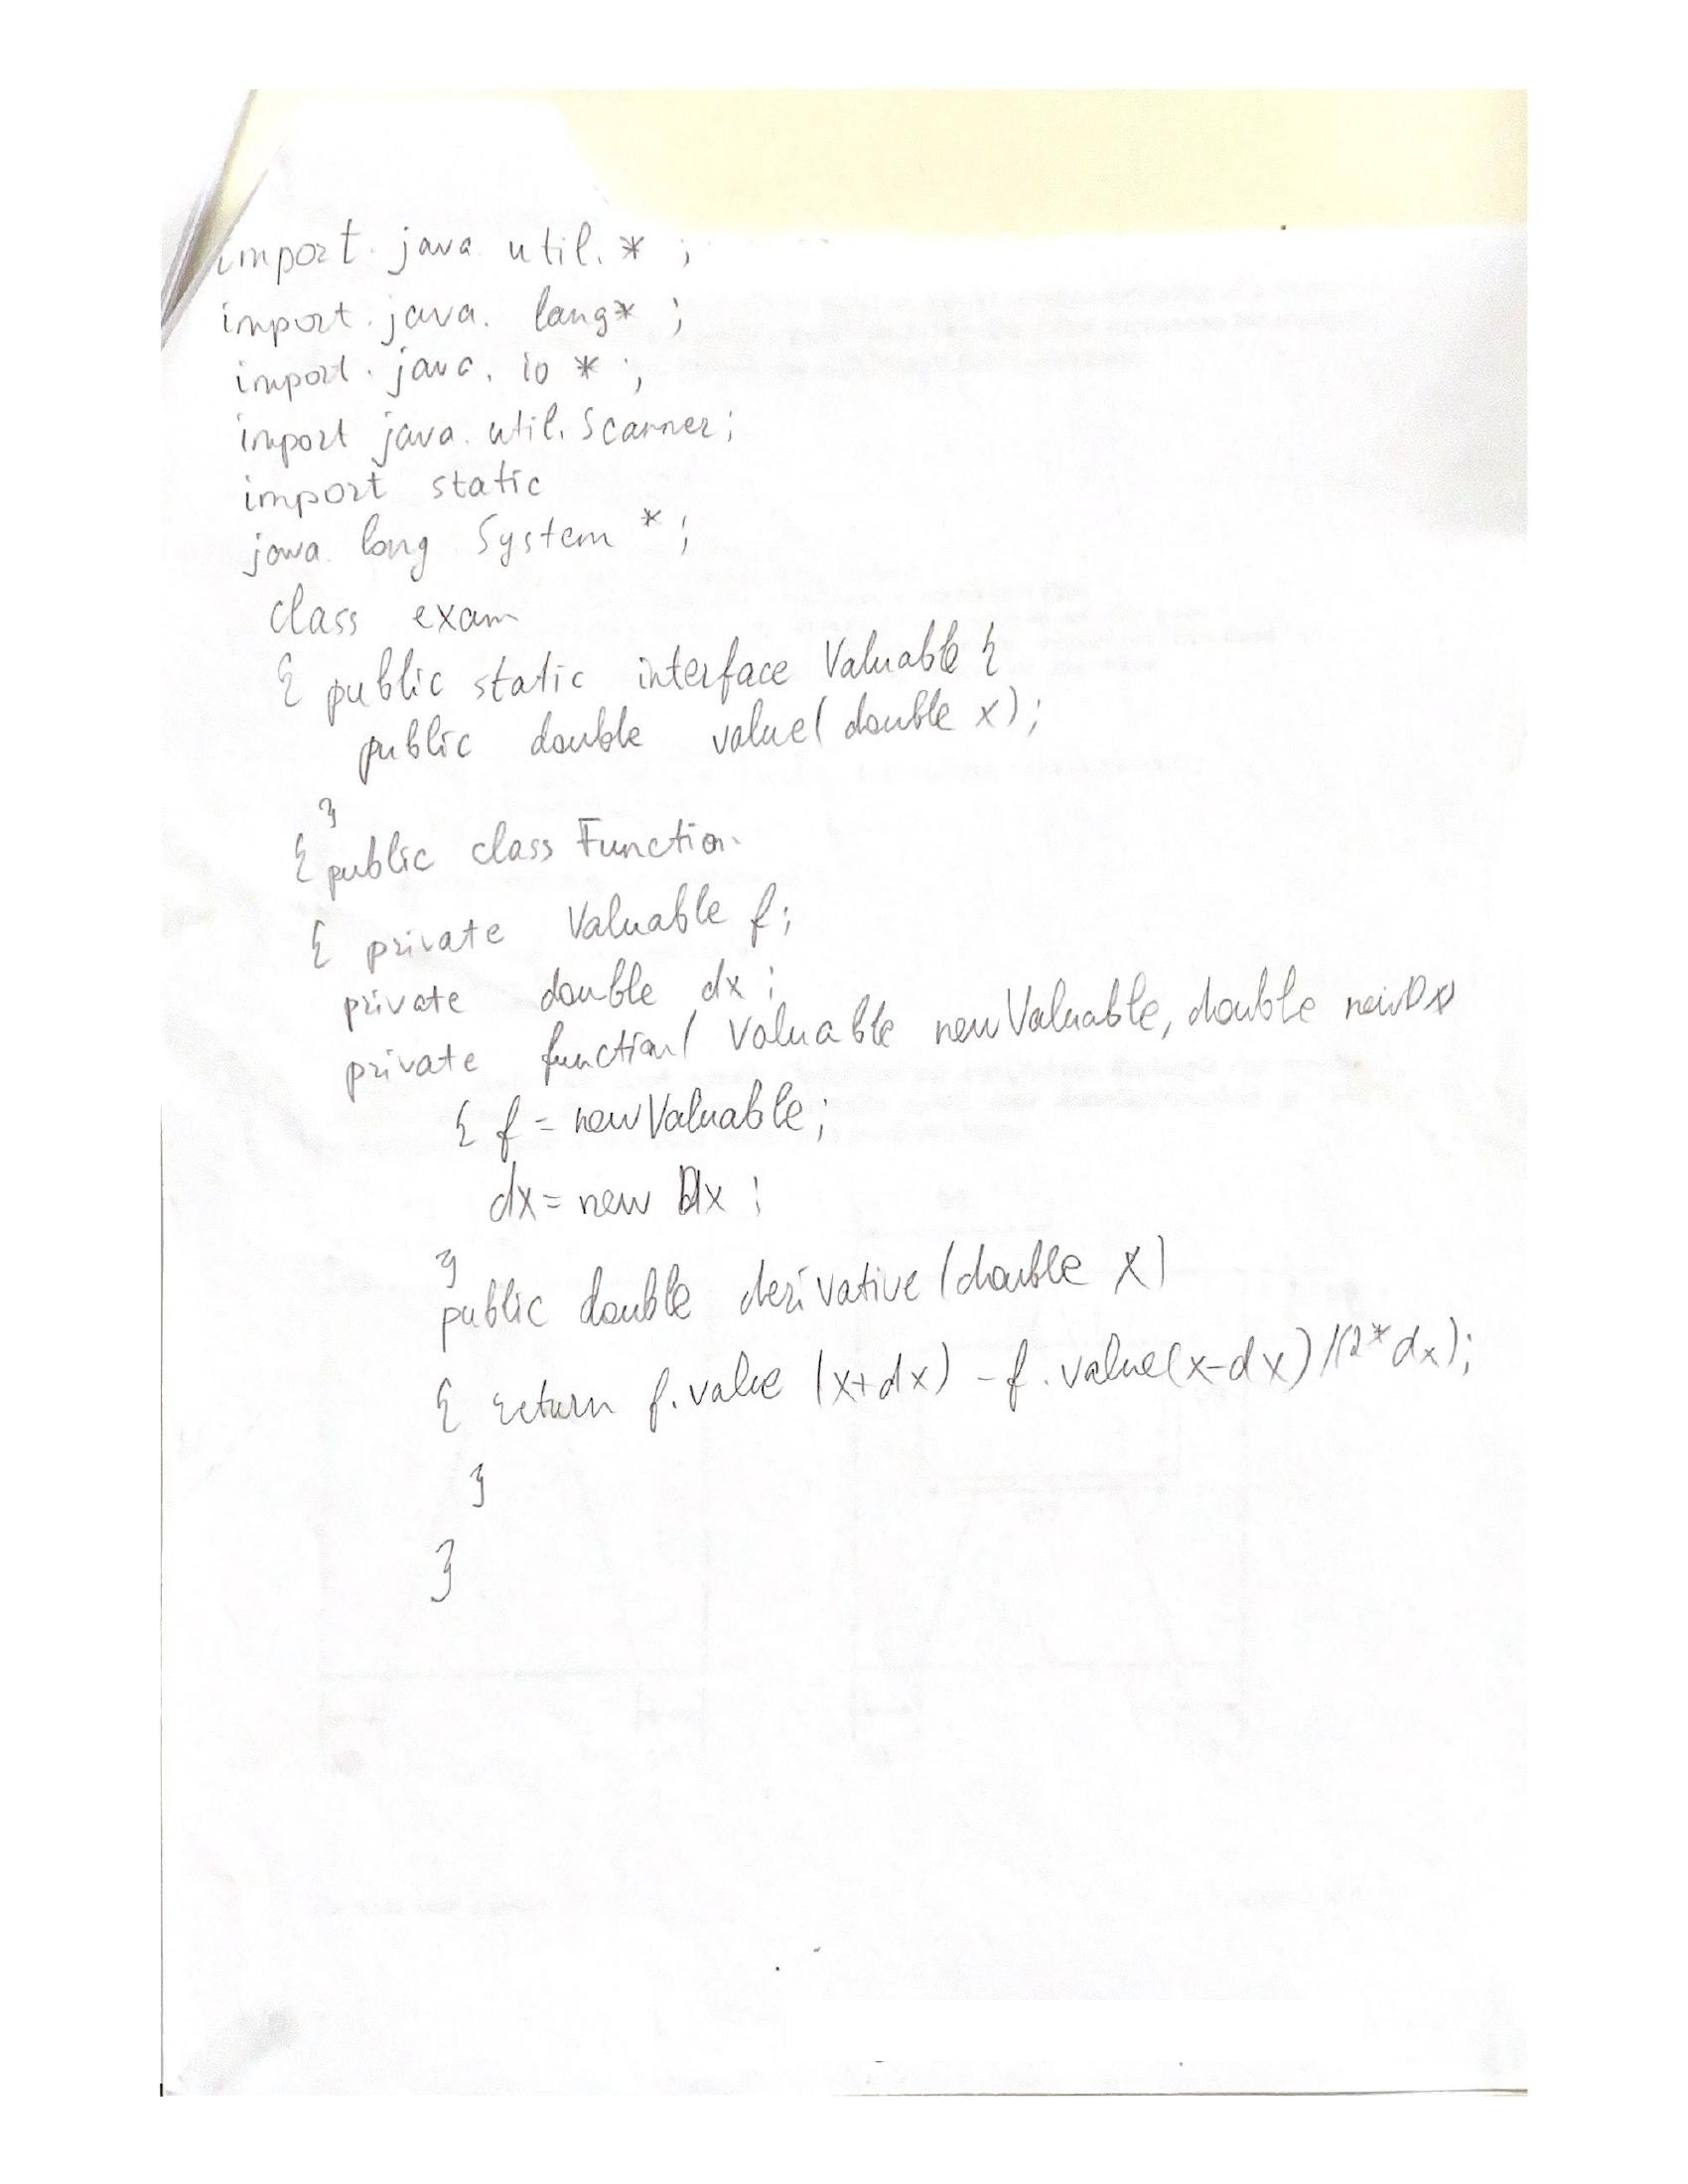 import. java. util. * ;
import. java. lang* ;
import. java. io * ;
import java. util. Scanner;
import static
java. lang System * ;
class exam
{ public static interface Valuable {
public double value( double x);
}
{ public class Function
{ private Valuable f;
private double dx ;
private function( Valuable newValuable, double newDx)
{ f = newValuable;
dx = new Dx ;
}
public double derivative (double x)
{ return f.value (x+dx) - f.value(x-dx)/(2*dx);
}
}